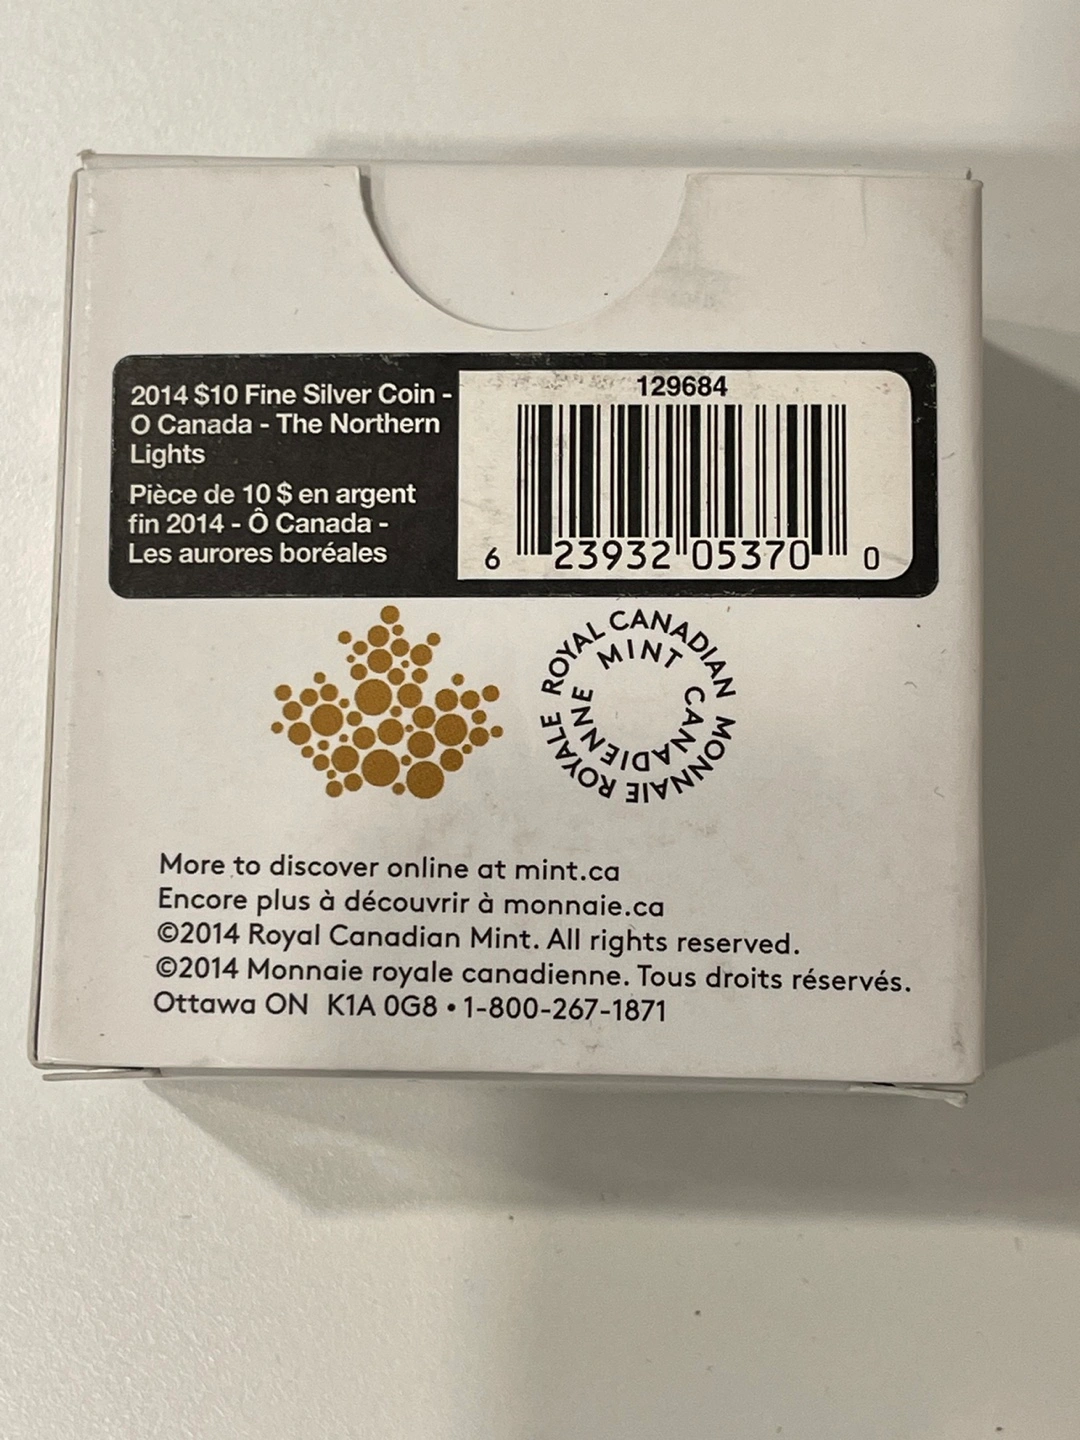 2014 $10 Fine Silver Coin -
O Canada - The Northern
Lights
Pièce de 10 $ en argent
fin 2014 - Ô Canada -
Les aurores boréales
129684
6 23932 05370 0
ROYAL CANADIAN MINT
MONNAIE ROYALE CANADIENNE
More to discover online at mint.ca
Encore plus à découvrir à monnaie.ca
©2014 Royal Canadian Mint. All rights reserved.
©2014 Monnaie royale canadienne. Tous droits réservés.
Ottawa ON K1A 0G8 • 1-800-267-1871